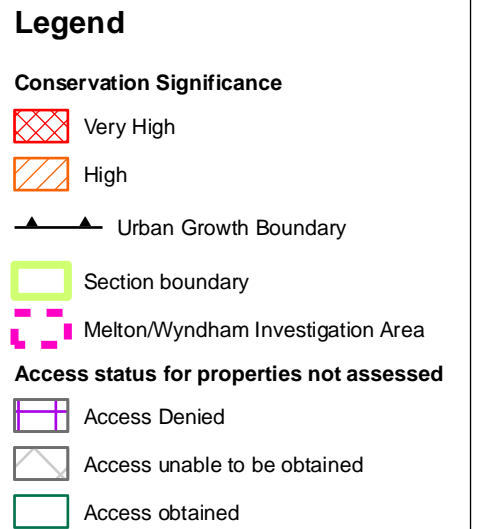 Legend
Conservation Significance
Very High
High
Urban Growth Boundary
Section boundary
Melton/Wyndham Investigation Area
Access status for properties not assessed
Access Denied
Access unable to be obtained
Access obtained